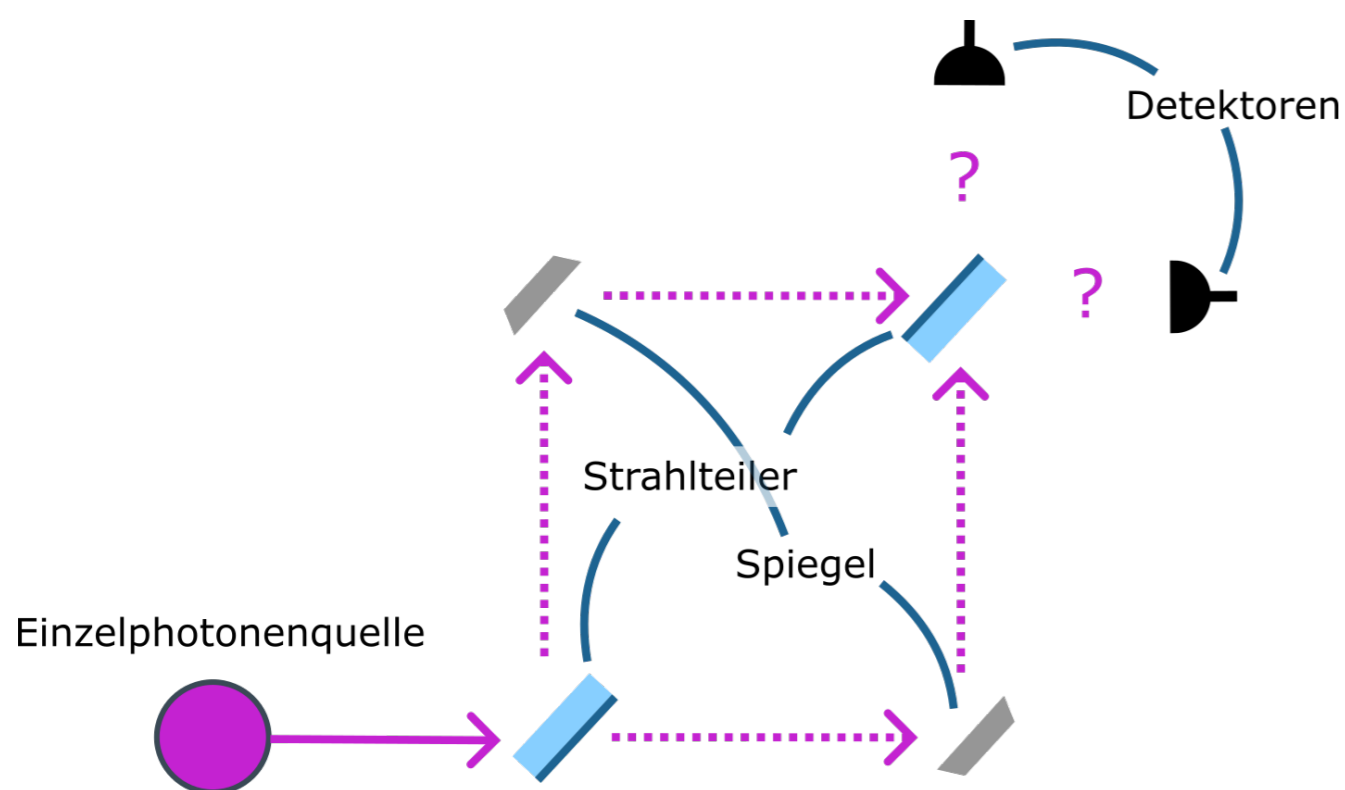 Detektoren
?
?
Strahlteiler
Spiegel
Einzelphotonenquelle